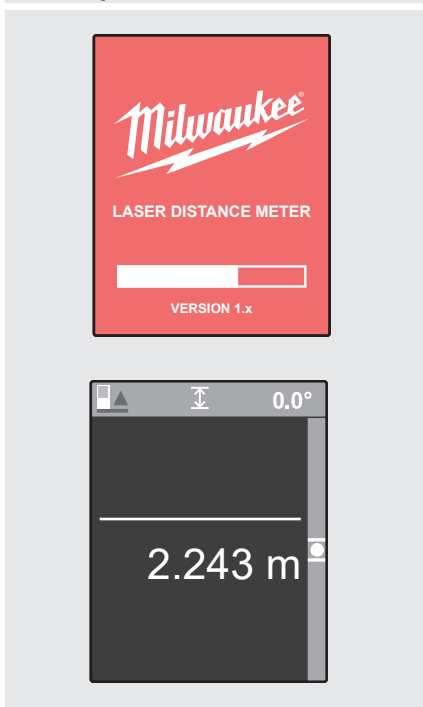 Milwaukee®
LASER DISTANCE METER
VERSION 1.x
0.0°
2.243 m